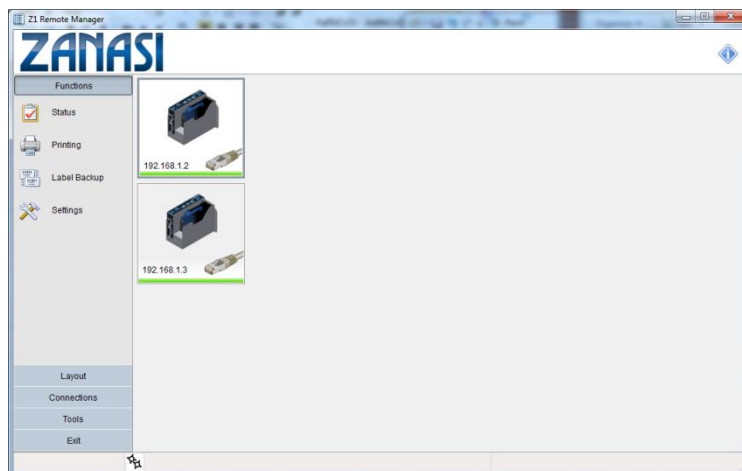 Z1 Remote Manager
ZANASI
Functions
Status
Printing
Label Backup
Settings
192.168.1.2
192.168.1.3
Layout
Connections
Tools
Exit